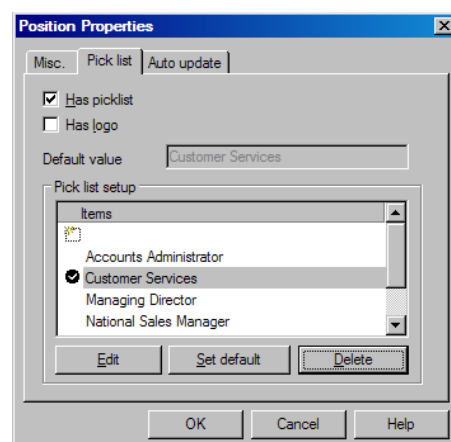 Position Properties
Misc. Pick list Auto update
Has picklist
Has logo
Default value Customer Services
Pick list setup
Items
Accounts Administrator
Customer Services
Managing Director
National Sales Manager
Edit Set default Delete
OK Cancel Help